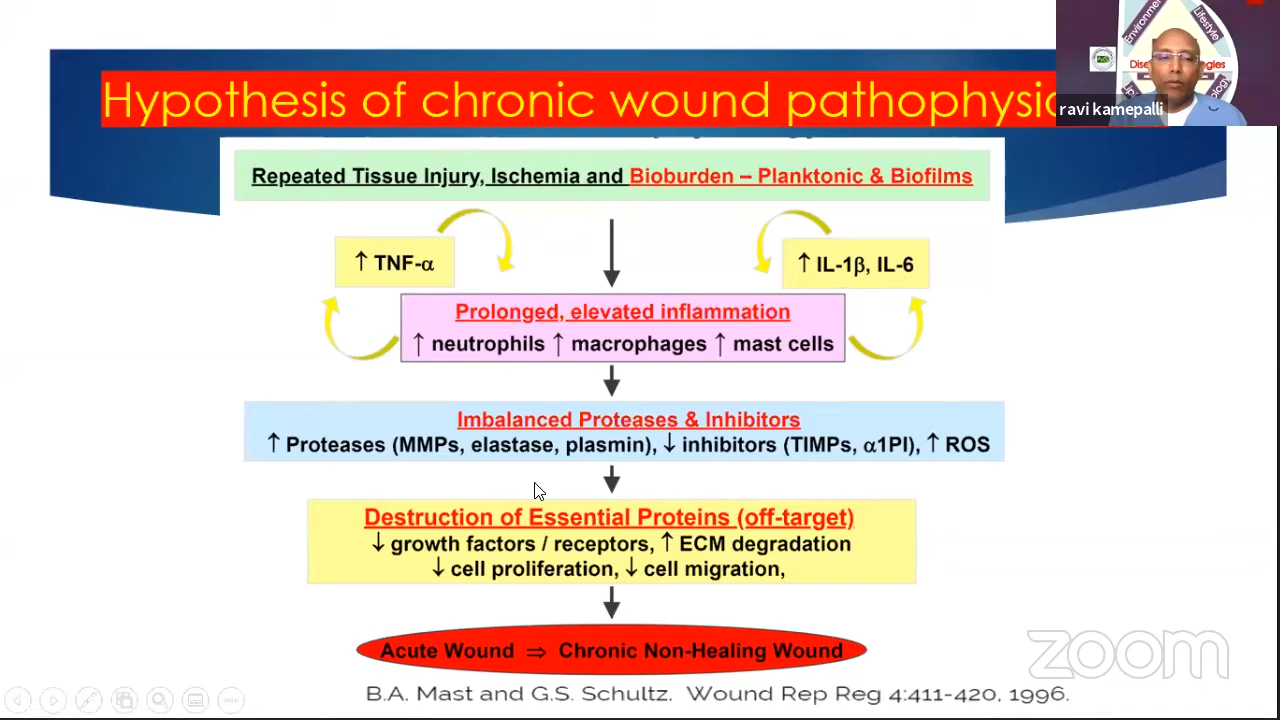 Hypothesis of chronic wound pathophysio
Environmen
Lifestyle
ravi kamepalli
Repeated Tissue Injury, Ischemia and Bioburden – Planktonic & Biofilms
↑ TNF-α
↑ IL-1β, IL-6
Prolonged, elevated inflammation
↑ neutrophils ↑ macrophages ↑ mast cells
Imbalanced Proteases & Inhibitors
↑ Proteases (MMPs, elastase, plasmin), ↓ inhibitors (TIMPs, α1PI), ↑ ROS
Destruction of Essential Proteins (off-target)
↓ growth factors / receptors, ↑ ECM degradation
↓ cell proliferation, ↓ cell migration,
Acute Wound ⇒ Chronic Non-Healing Wound
zoom
B.A. Mast and G.S. Schultz. Wound Rep Reg 4:411-420, 1996.